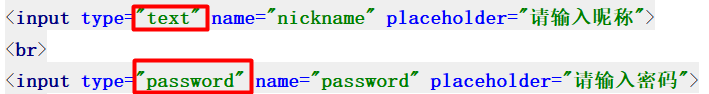 <input type="text" name="nickname" placeholder="请输入昵称">
<br>
<input type="password" name="password" placeholder="请输入密码">